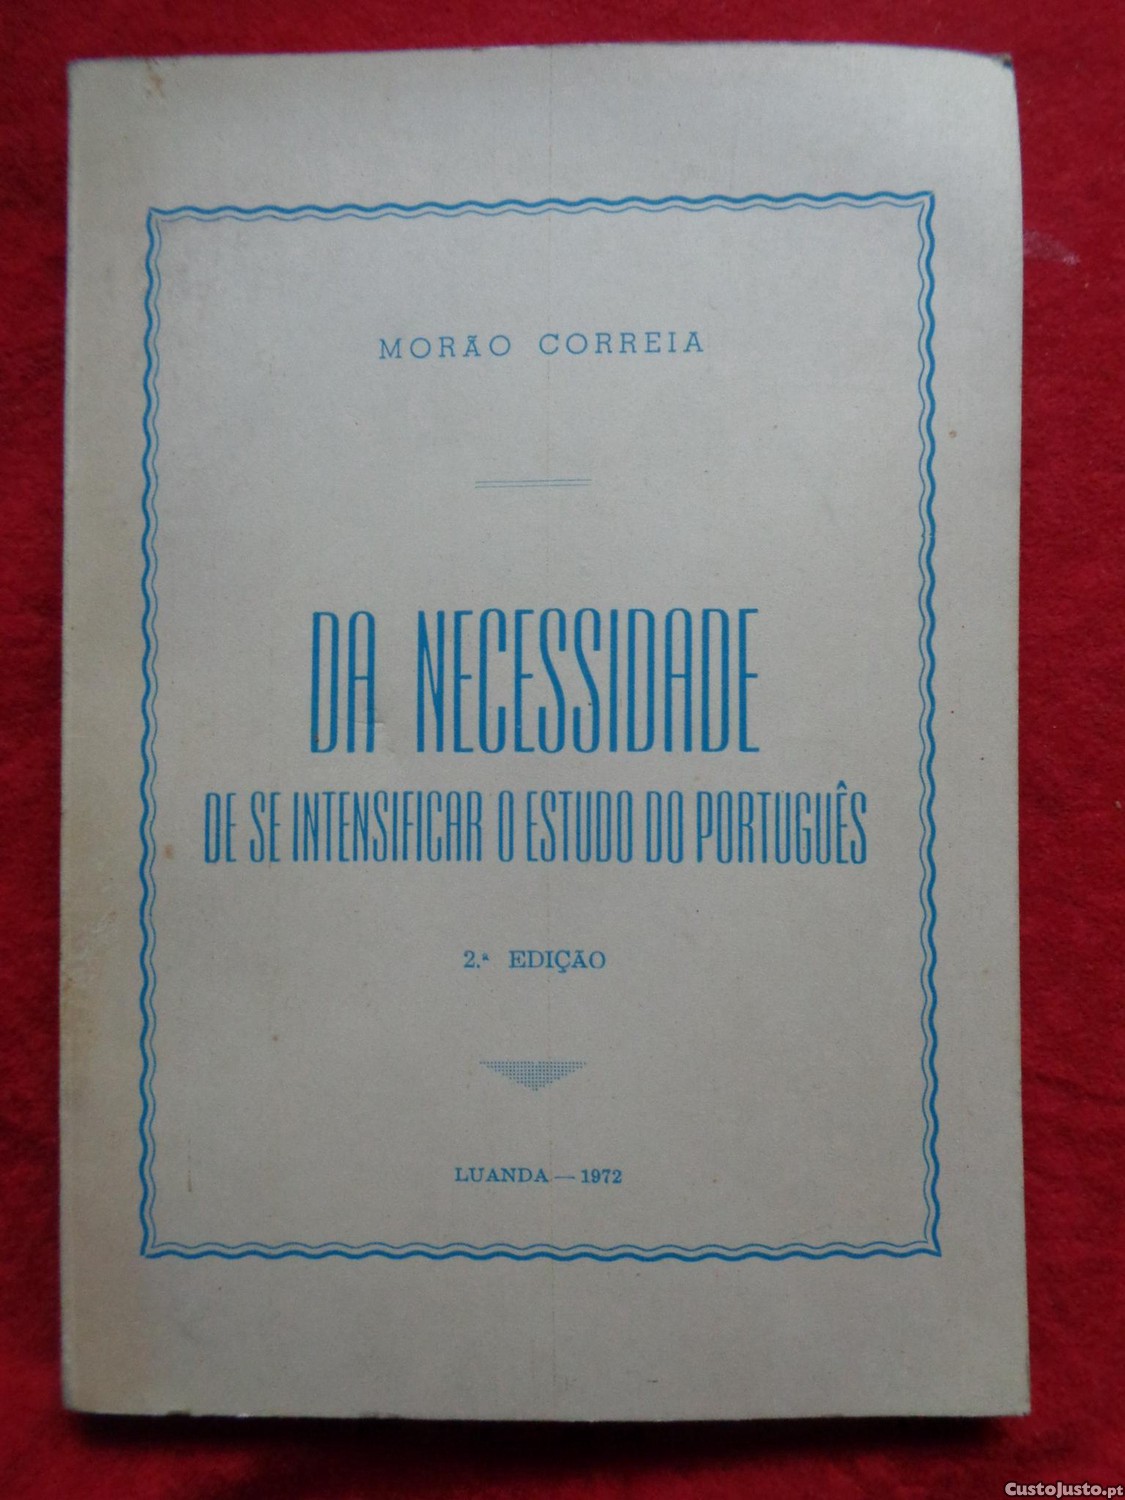 MORÃO CORREIA
DA NECESSIDADE
DE SE INTENSIFICAR O ESTUDO DO PORTUGUÊS
2.ª EDIÇÃO
LUANDA — 1972
CustoJusto.pt